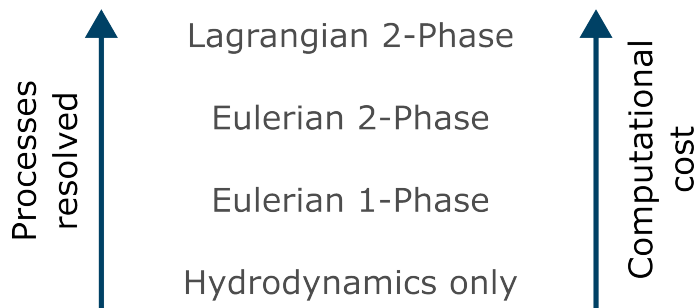 Processes
resolved
Lagrangian 2-Phase
Eulerian 2-Phase
Eulerian 1-Phase
Hydrodynamics only
Computational
cost